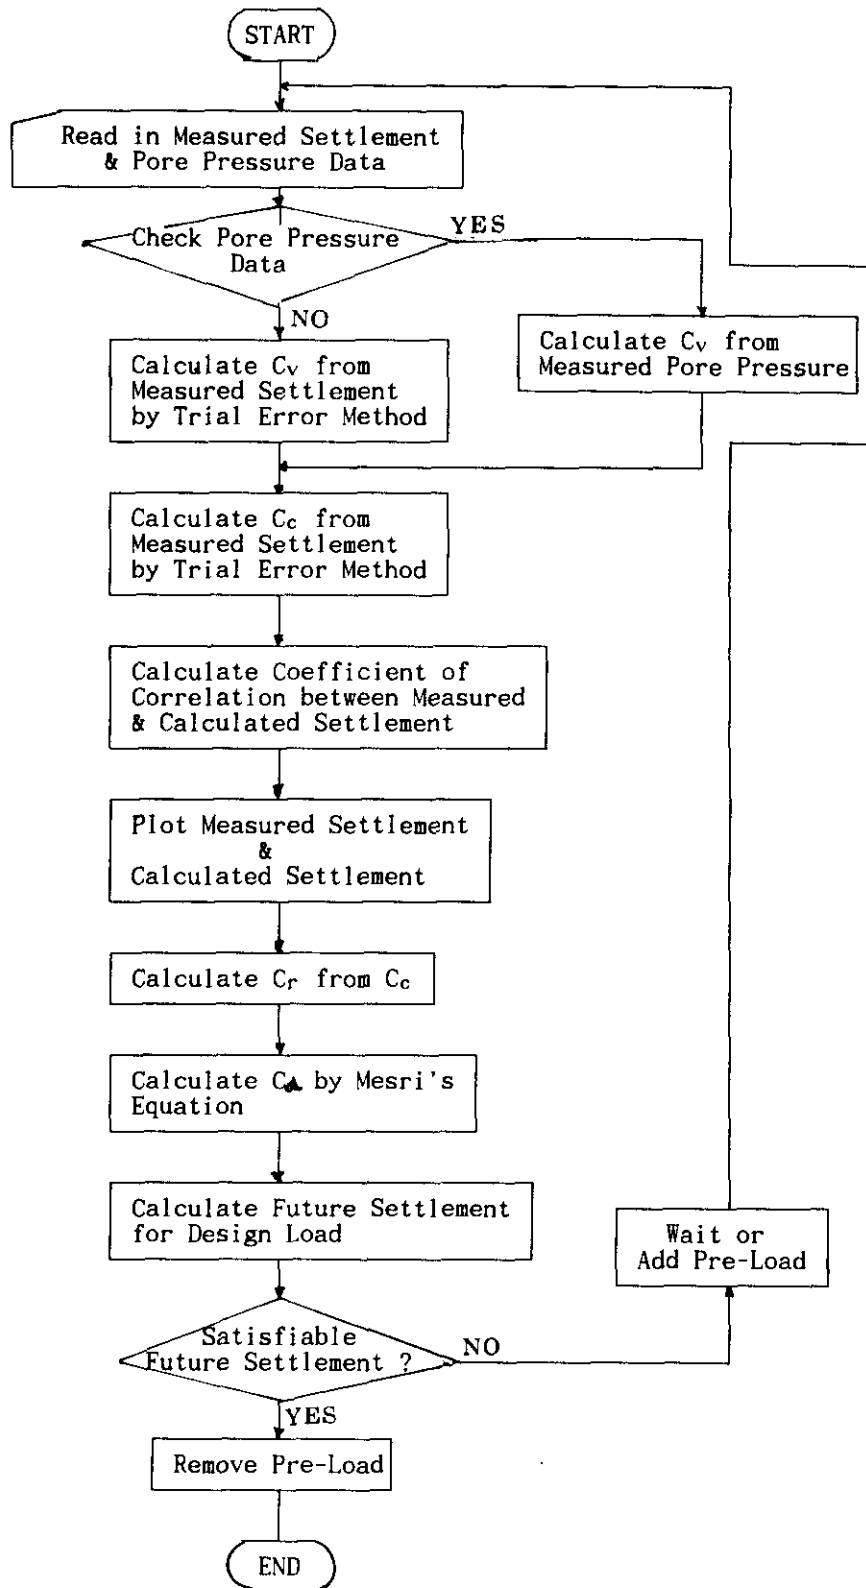 START
Read in Measured Settlement
& Pore Pressure Data
Check Pore Pressure
Data
YES
NO
Calculate Cv from
Measured Settlement
by Trial Error Method
Calculate Cv from
Measured Pore Pressure
Calculate Cc from
Measured Settlement
by Trial Error Method
Calculate Coefficient of
Correlation between Measured
& Calculated Settlement
Plot Measured Settlement
&
Calculated Settlement
Calculate Cr from Cc
Calculate C by Mesri's
Equation
Calculate Future Settlement
for Design Load
Wait or
Add Pre-Load
Satisfiable
Future Settlement ?
NO
YES
Remove Pre-Load
END